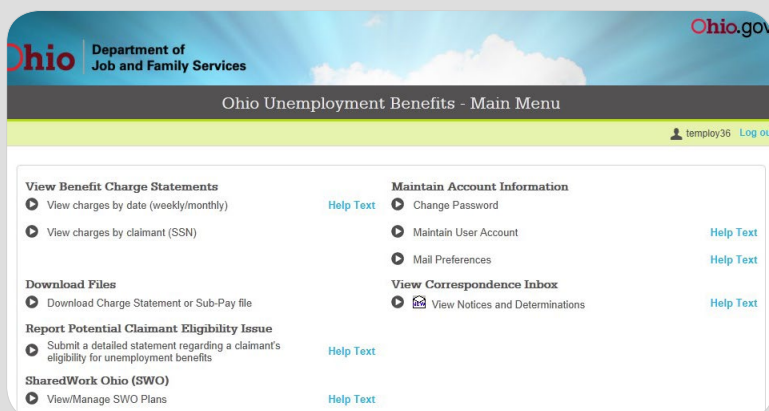 Ohio.gov
Ohio
Department of
Job and Family Services
Ohio Unemployment Benefits - Main Menu
temploy36 Log ou
View Benefit Charge Statements
View charges by date (weekly/monthly) Help Text
View charges by claimant (SSN)
Download Files
Download Charge Statement or Sub-Pay file
Report Potential Claimant Eligibility Issue
Submit a detailed statement regarding a claimant's
eligibility for unemployment benefits Help Text
SharedWork Ohio (SWO)
View/Manage SWO Plans Help Text
Maintain Account Information
Change Password
Maintain User Account Help Text
Mail Preferences Help Text
View Correspondence Inbox
View Notices and Determinations Help Text